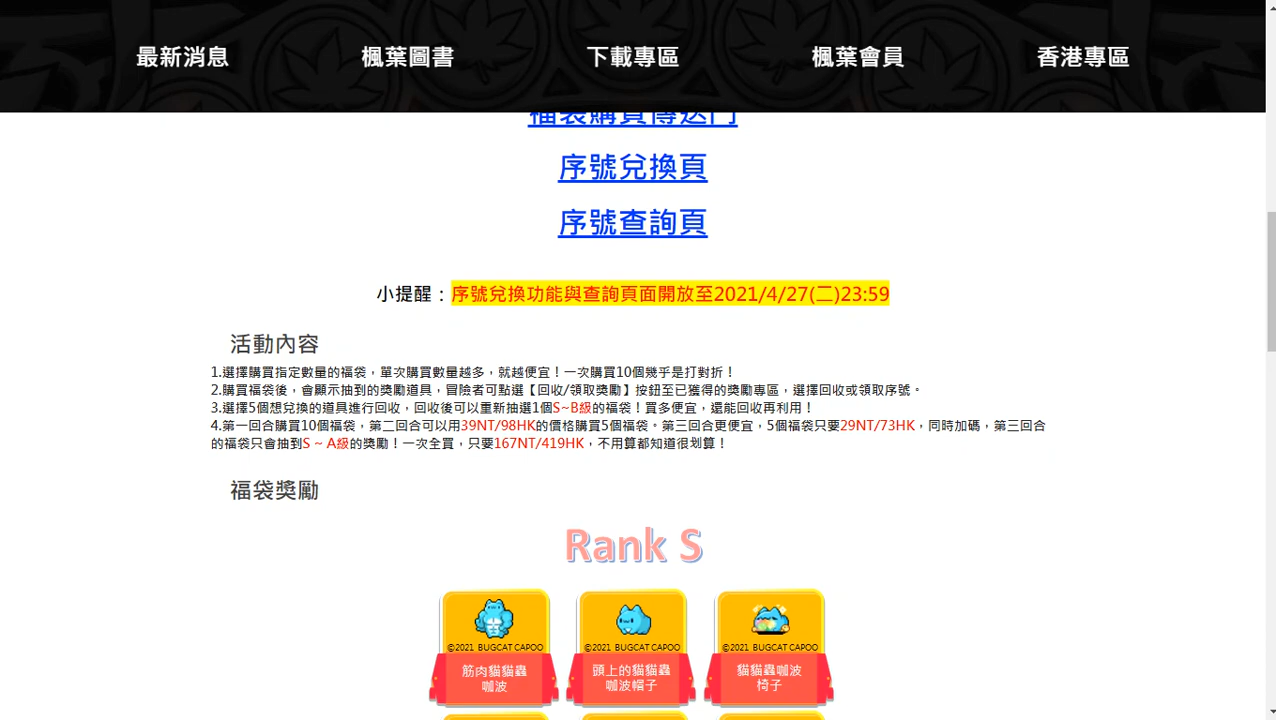 最新消息
楓葉圖書
下載專區
楓葉會員
香港專區
福袋購買傳送門
序號兌換頁
序號查詢頁
小提醒：序號兌換功能與查詢頁面開放至2021/4/27(二)23:59
活動內容
1.選擇購買指定數量的福袋，單次購買數量越多，就越便宜！一次購買10個幾乎是打對折！
2.購買福袋後，會顯示抽到的獎勵道具，冒險者可點選【回收/領取獎勵】按鈕至已獲得的獎勵專區，選擇回收或領取序號。
3.選擇5個想兌換的道具進行回收，回收後可以重新抽選1個S~B級的福袋！買多便宜，還能回收再利用！
4.第一回合購買10個福袋，第二回合可以用39NT/98HK的價格購買5個福袋。第三回合更便宜，5個福袋只要29NT/73HK，同時加碼，第三回合
的福袋只會抽到S ~ A級的獎勵！一次全買，只要167NT/419HK，不用算都知道很划算！
福袋獎勵
Rank S
©2021 BUGCAT CAPOO
©2021 BUGCAT CAPOO
©2021 BUGCAT CAPOO
筋肉貓貓蟲
咖波
頭上的貓貓蟲
咖波帽子
貓貓蟲咖波
椅子